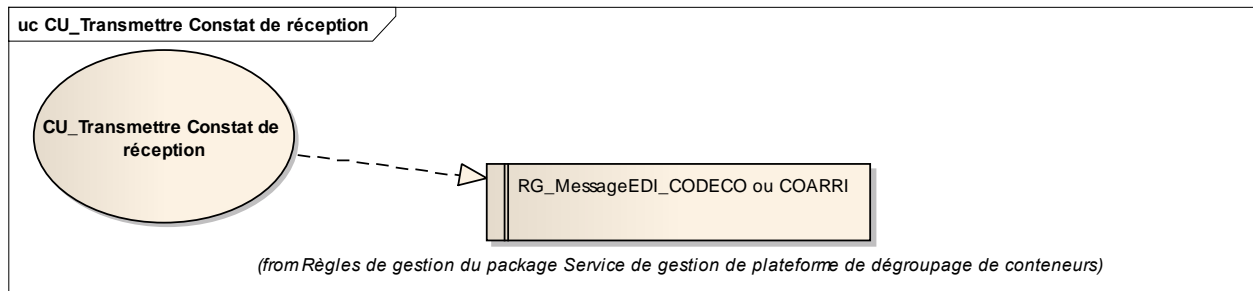 uc CU_Transmettre Constat de réception
CU_Transmettre Constat de
réception
RG_MessageEDI_CODECO ou COARRI
(from Règles de gestion du package Service de gestion de plateforme de dégroupage de conteneurs)